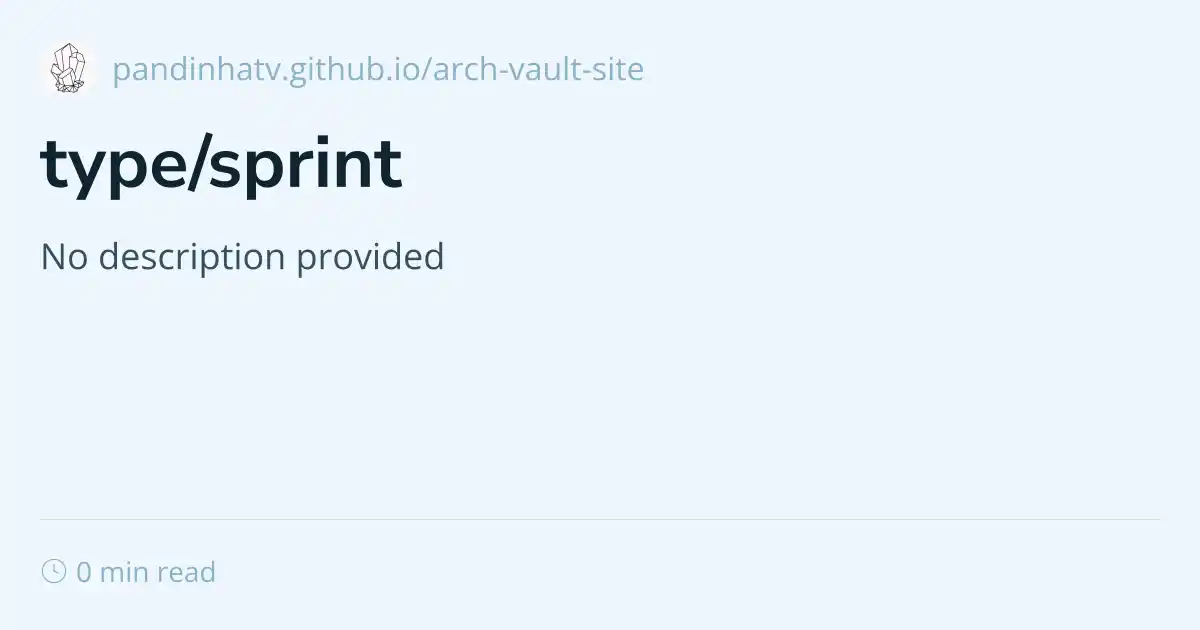 pandinhatv.github.io/arch-vault-site
type/sprint
No description provided
0 min read